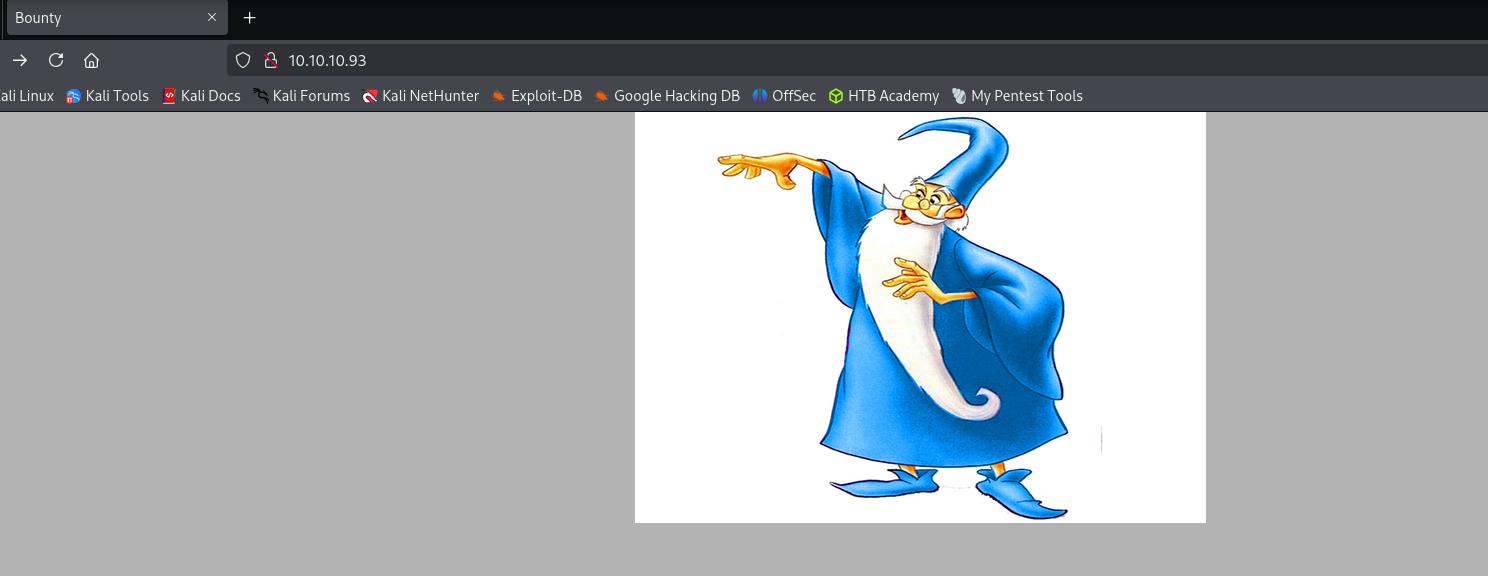 Bounty
10.10.10.93
ali Linux Kali Tools Kali Docs Kali Forums Kali NetHunter Exploit-DB Google Hacking DB OffSec HTB Academy My Pentest Tools